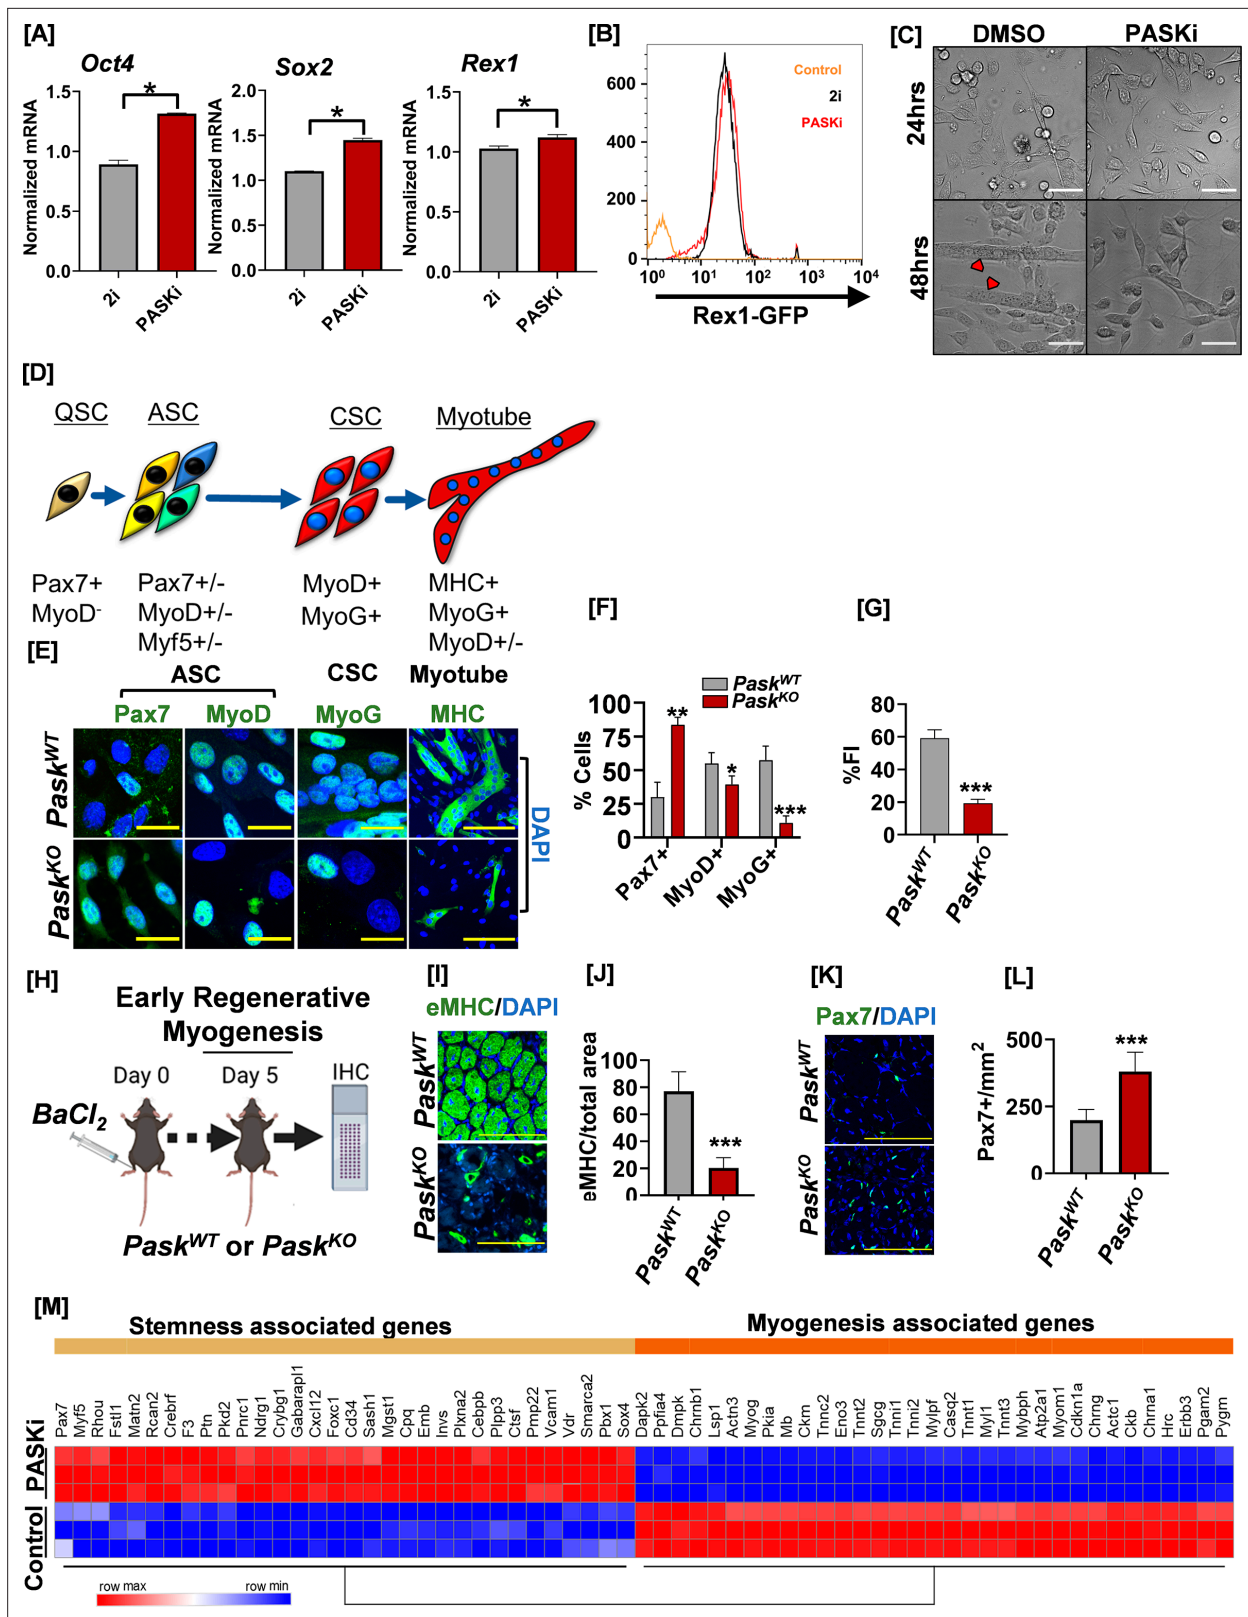 [A]
Oct4
Sox2
Rex1
Normalized mRNA
1.5
1.0
0.5
0.0
2i
PASKi
*
Normalized mRNA
2.0
1.5
1.0
0.5
0.0
2i
PASKi
*
Normalized mRNA
1.5
1.0
0.5
0.0
2i
PASKi
*
[B]
600
400
200
0
10⁰ 10¹ 10² 10³ 10⁴
Control
2i
PASKi
Rex1-GFP
[C]
DMSO PASKi
24hrs
48hrs
[D]
QSC ASC CSC Myotube
Pax7+
MyoD-
Pax7+/-
MyoD+/-
Myf5+/-
MyoD+
MyoG+
MHC+
MyoG+
MyoD+/-
[E]
ASC CSC Myotube
Pax7 MyoD MyoG MHC
Pask^WT
Pask^KO
DAPI
[F]
Pask^WT
Pask^KO
% Cells
100
75
50
25
0
** * ***
Pax7+
MyoD+
MyoG+
[G]
%FI
80
60
40
20
0
***
Pask^WT
Pask^KO
[H]
Early Regenerative
Myogenesis
Day 0 Day 5 IHC
BaCl₂
Pask^WT or Pask^KO
[I]
eMHC/DAPI
Pask^WT
Pask^KO
[J]
eMHC/total area
100
80
60
40
20
0
***
Pask^WT
Pask^KO
[K]
Pax7/DAPI
Pask^WT
Pask^KO
[L]
Pax7+/mm²
500
250
0
***
Pask^WT
Pask^KO
[M]
Stemness associated genes Myogenesis associated genes
Pax7 Myf5 Rhou Fstl1 Matn2 Rcan2 Crebrf F3 Ptn Pkd2 Pnrc1 Ndrg1 Crybg1 Gabarapl1 Cxcl12 Foxc1 Cd34 Sash1 Mgst1 Cpq Emb Invs Plxna2 Cebpb Plpp3 Ctsf Pmp22 Vcam1 Vdr Smarca2 Pbx1 Sox4 Dapk2 Ppfia4 Dmpk Chrnb1 Lsp1 Actn3 Myog Pkia Mb Ckm Tnnc2 Eno3 Tnnt2 Sgcg Tnni1 Tnni2 Mylpf Casq2 Tnnt1 Myl1 Tnnt3 Mybph Atp2a1 Myom1 Cdkn1a Chrng Actc1 Ckb Chrna1 Hrc Erbb3 Pgam2 Pygm
PASKi
Control
row max row min